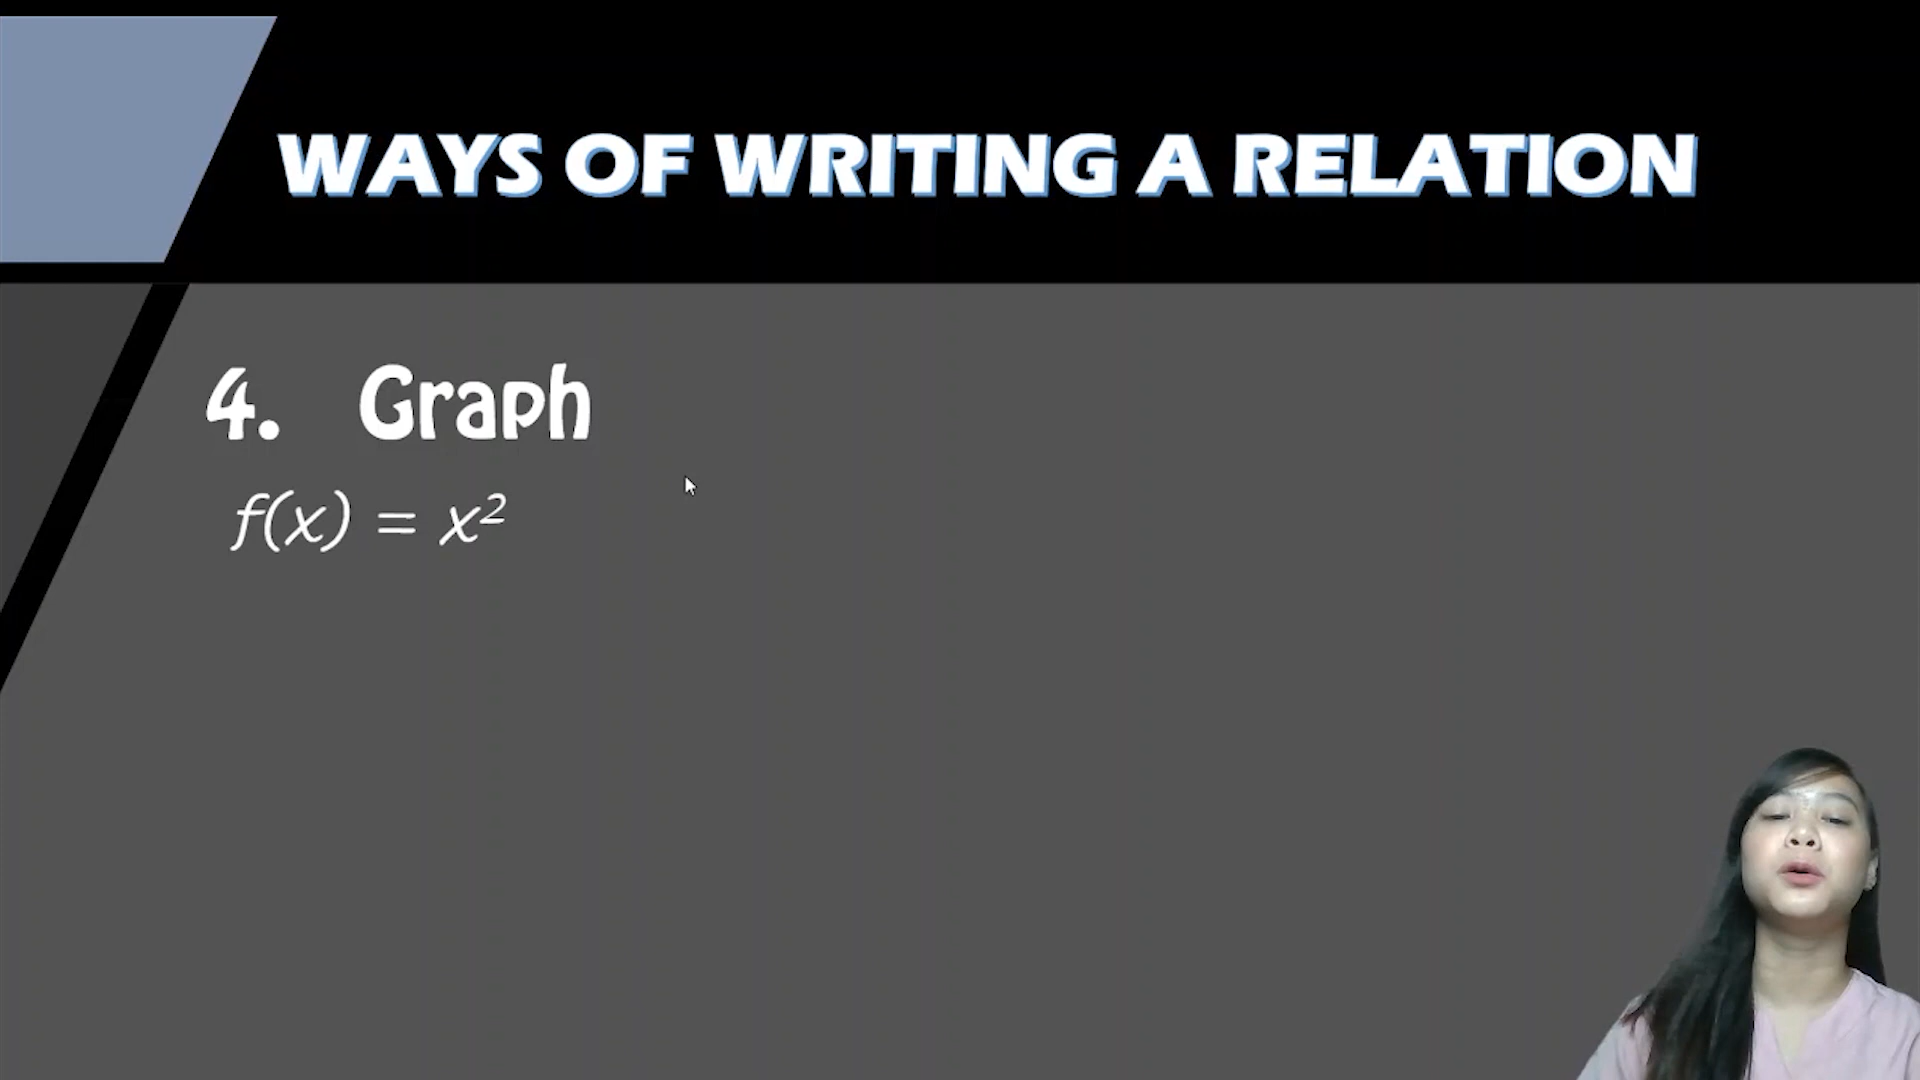 WAYS OF WRITING A RELATION
4. Graph
f(x) = x²